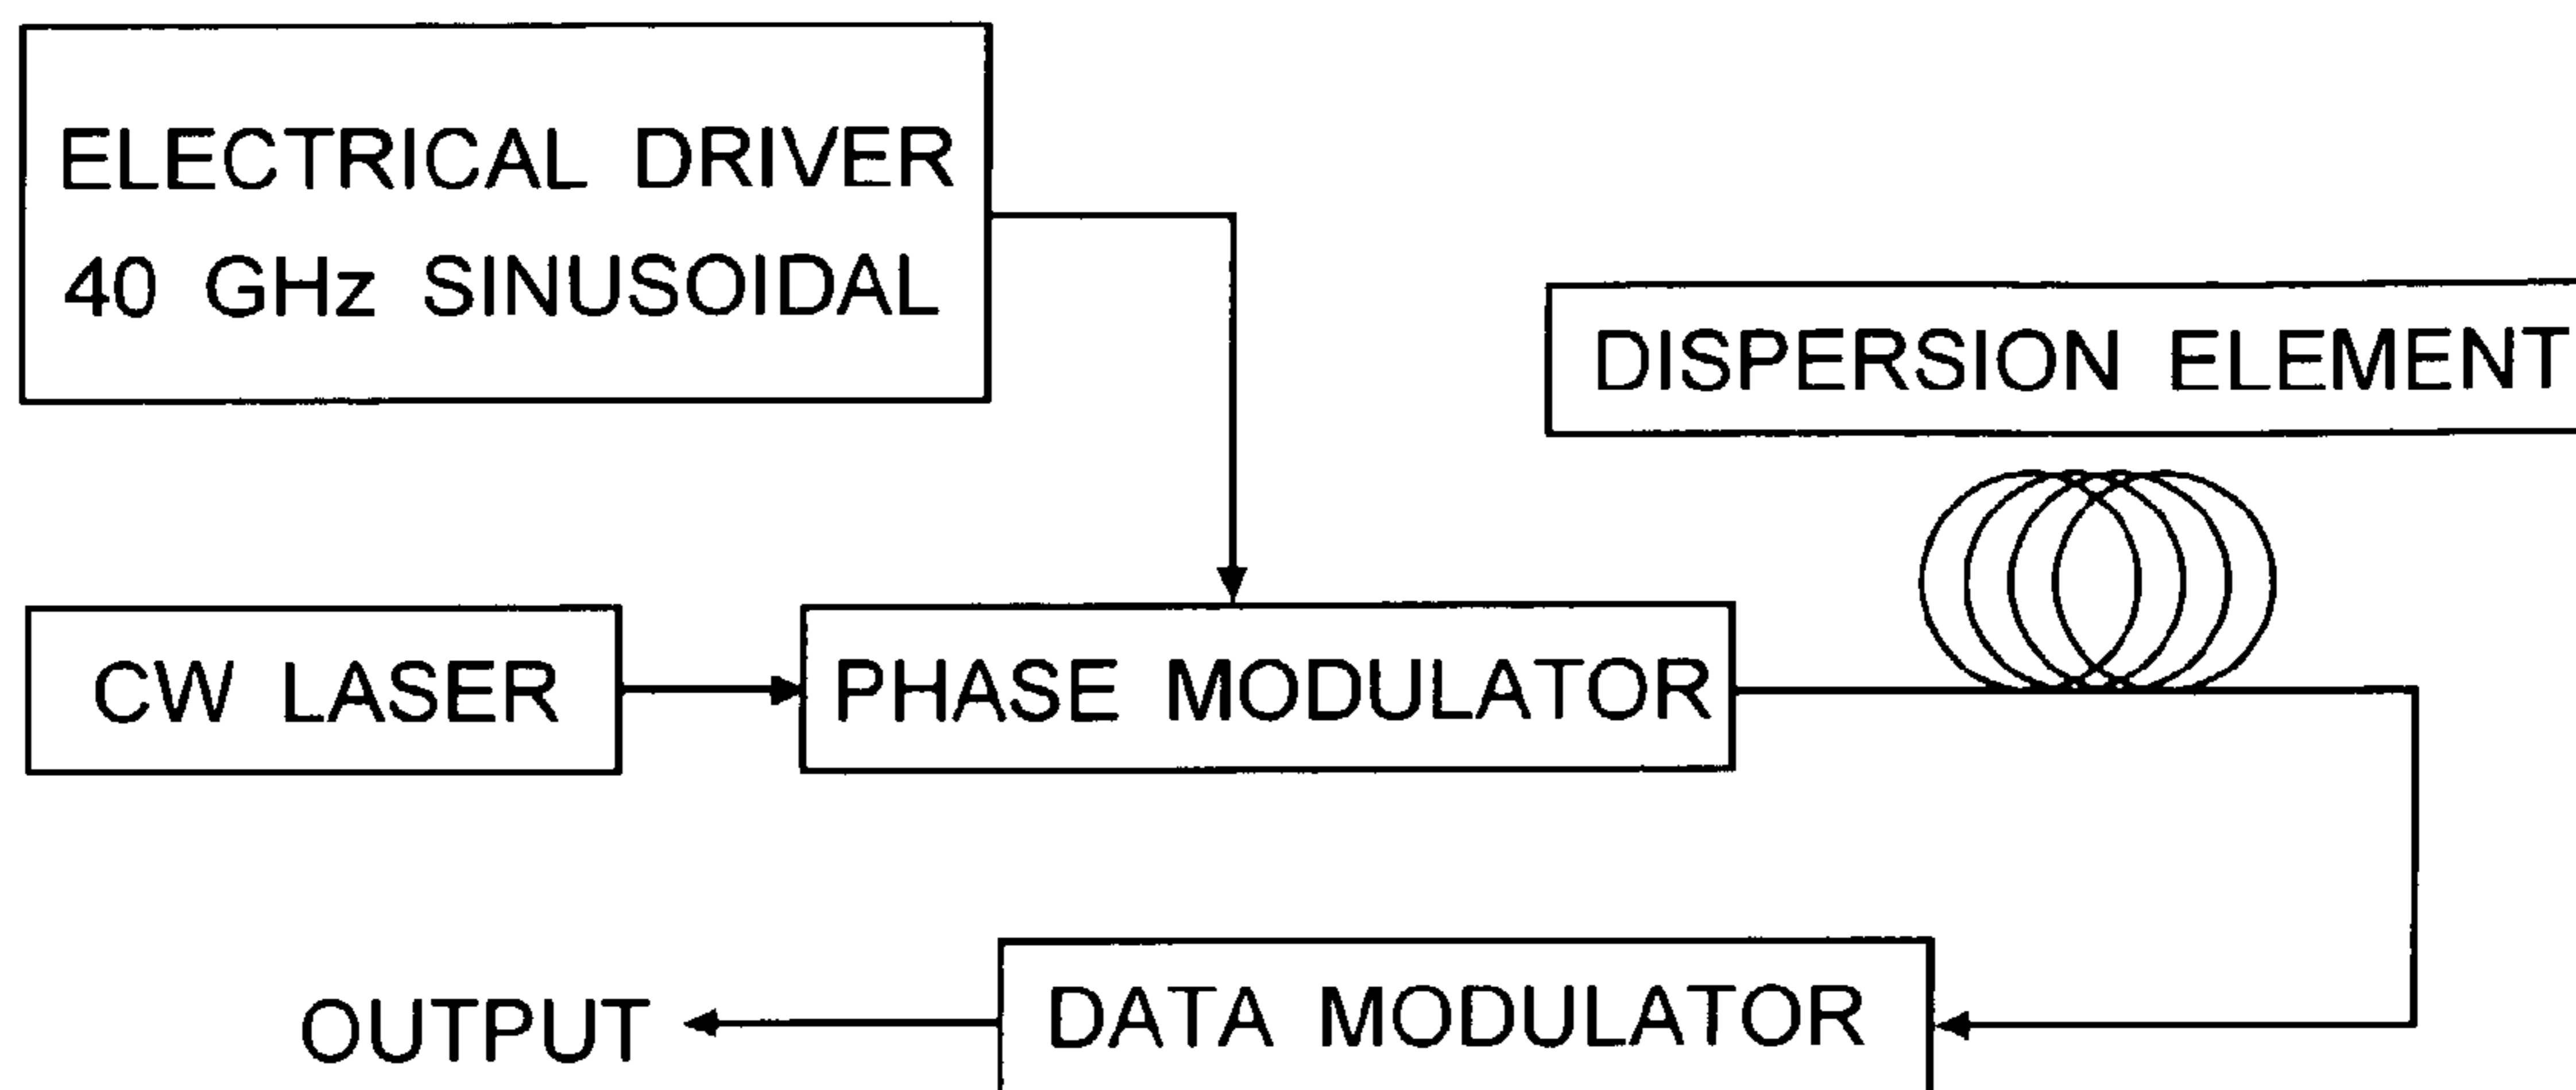 ELECTRICAL DRIVER
40 GHz SINUSOIDAL
DISPERSION ELEMENT
CW LASER
PHASE MODULATOR
OUTPUT
DATA MODULATOR